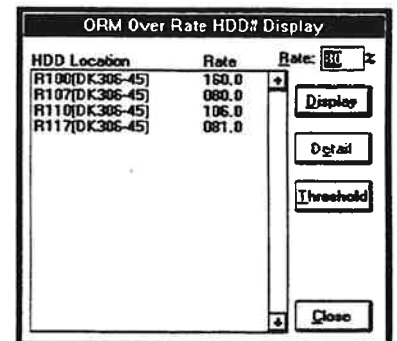 ORM Over Rate HDD# Display
HDD Location Rate Rate: 80 %
R100[DK306-45] 160.0
R107[DK306-45] 080.0
R110[DK306-45] 106.0
R117[DK306-45] 081.0
Display
Detail
Threshold
Close